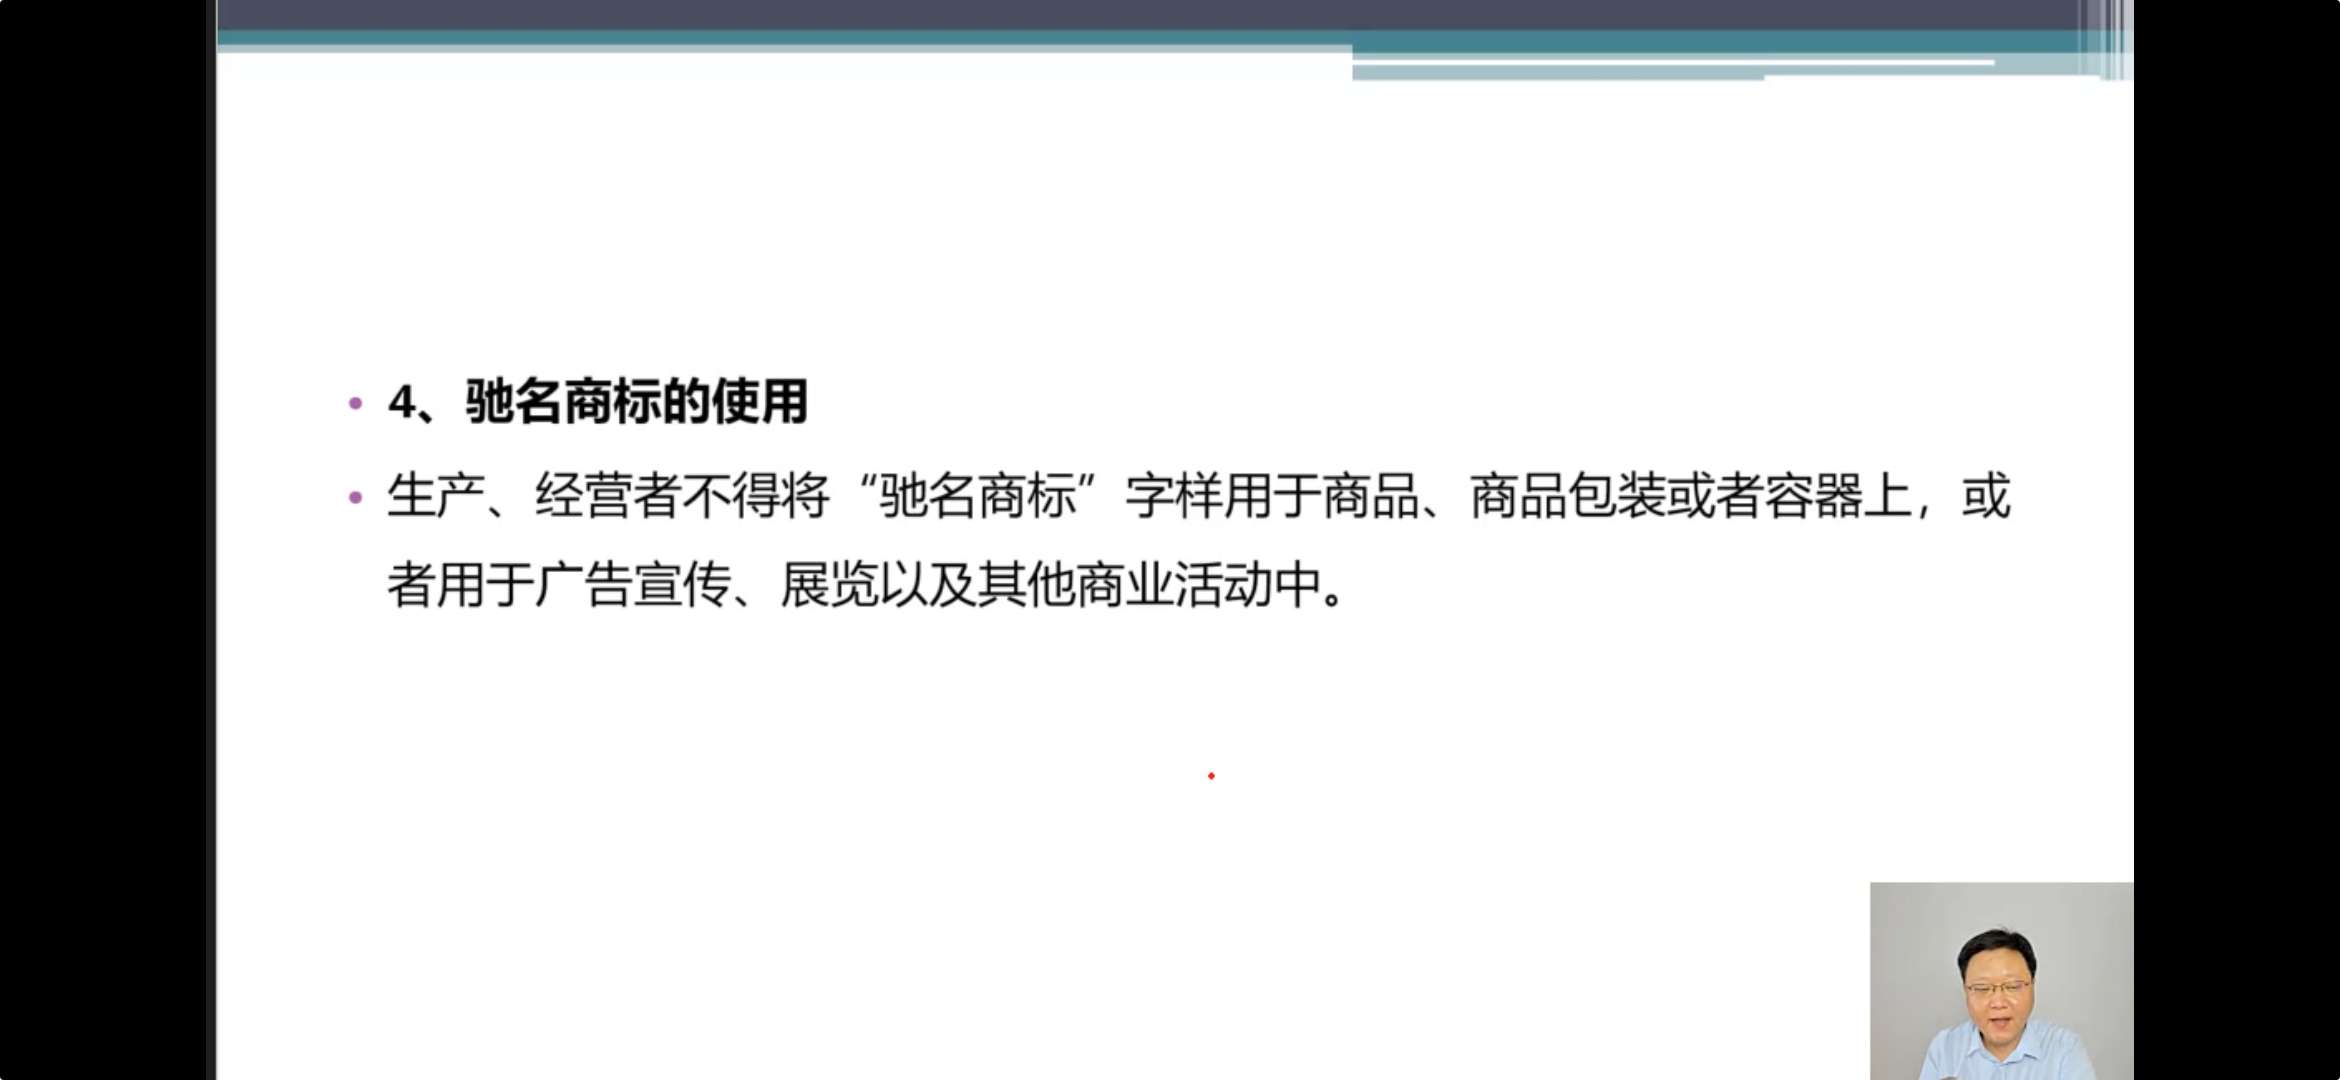 4、驰名商标的使用
生产、经营者不得将“驰名商标”字样用于商品、商品包装或者容器上，或
者用于广告宣传、展览以及其他商业活动中。